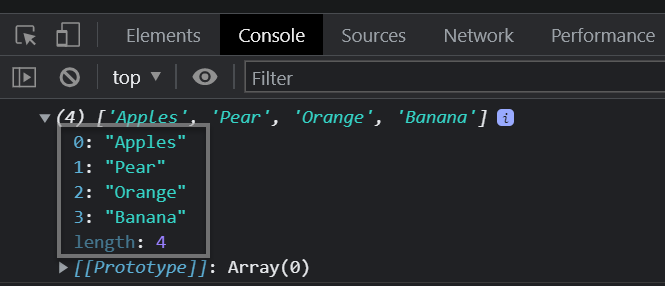 Elements Console Sources Network Performance
top ▼ Filter
▼ (4) ['Apples', 'Pear', 'Orange', 'Banana'] i
0: "Apples"
1: "Pear"
2: "Orange"
3: "Banana"
length: 4
▶ [[Prototype]]: Array(0)